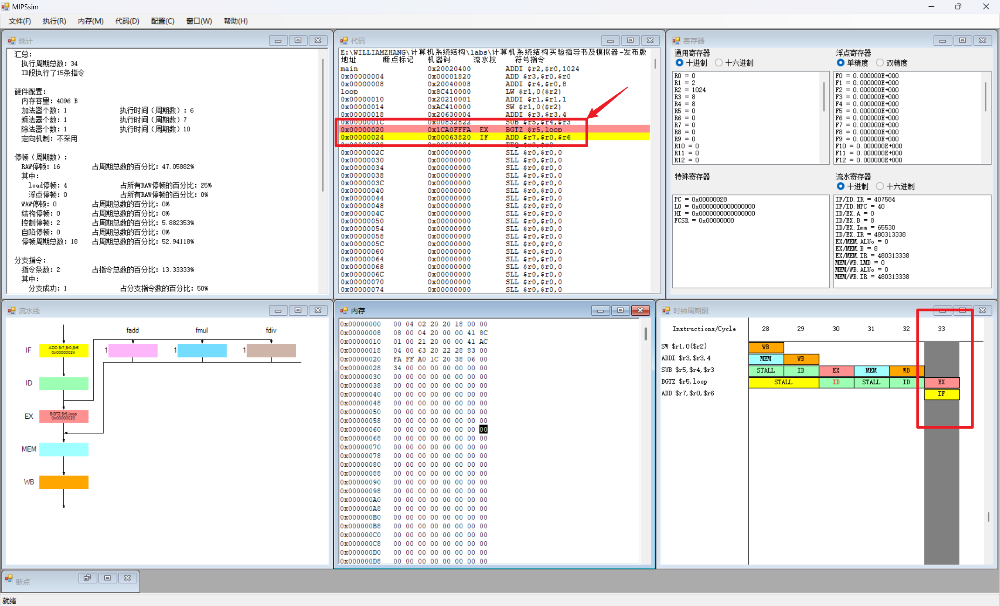 MIPSsim
文件(F) 执行(R) 内存(M) 代码(D) 配置(C) 窗口(W) 帮助(H)
统计
汇总:
执行周期总数: 34
ID段执行了15条指令
硬件配置:
内存容量: 4096 B
加法器个数: 1 执行时间（周期数）: 6
乘法器个数: 1 执行时间（周期数）7
除法器个数: 1 执行时间（周期数）10
定向机制: 不采用
停顿（周期数）:
RAW停顿: 16 占周期总数的百分比: 47.05882%
其中:
load停顿: 4 占所有RAW停顿的百分比: 25%
浮点停顿: 0 占所有RAW停顿的百分比: 0%
WAW停顿: 0 占周期总数的百分比: 0%
结构停顿: 0 占周期总数的百分比: 0%
控制停顿: 2 占周期总数的百分比: 5.882353%
自陷停顿: 0 占周期总数的百分比: 0%
停顿周期总数: 18 占周期总数的百分比: 52.94118%
分支指令:
指令条数: 2 占指令总数的百分比: 13.33333%
其中:
分支成功: 1 占分支指令数的百分比: 50%
代码
E:\WILLIAMZHANG\计算机系统结构\labs\计算机系统结构实验指导书及模拟器-发布版
地址 断点标记 机器码 流水段 符号指令
main 0x20020400 ADDI $r2,$r0,1024
0x00000004 0x00001820 ADD $r3,$r0,$r0
0x00000008 0x20040008 ADDI $r4,$r0,8
loop 0x8C410000 LW $r1,0($r2)
0x00000010 0x20210001 ADDI $r1,$r1,1
0x00000014 0xAC410000 SW $r1,0($r2)
0x00000018 0x20630004 ADDI $r3,$r3,4
0x0000001C 0x00832822 SUB $r5,$r4,$r3
0x00000020 0x1CA0FFFA EX BGTZ $r5,loop
0x00000024 0x00063820 IF ADD $r7,$r0,$r6
0x00000028 0x00000034 TEQ $r0,$r0
0x0000002C 0x00000000 SLL $r0,$r0,0
0x00000030 0x00000000 SLL $r0,$r0,0
0x00000034 0x00000000 SLL $r0,$r0,0
0x00000038 0x00000000 SLL $r0,$r0,0
0x0000003C 0x00000000 SLL $r0,$r0,0
0x00000040 0x00000000 SLL $r0,$r0,0
0x00000044 0x00000000 SLL $r0,$r0,0
0x00000048 0x00000000 SLL $r0,$r0,0
0x0000004C 0x00000000 SLL $r0,$r0,0
0x00000050 0x00000000 SLL $r0,$r0,0
0x00000054 0x00000000 SLL $r0,$r0,0
0x00000058 0x00000000 SLL $r0,$r0,0
0x0000005C 0x00000000 SLL $r0,$r0,0
0x00000060 0x00000000 SLL $r0,$r0,0
0x00000064 0x00000000 SLL $r0,$r0,0
0x00000068 0x00000000 SLL $r0,$r0,0
0x0000006C 0x00000000 SLL $r0,$r0,0
0x00000070 0x00000000 SLL $r0,$r0,0
0x00000074 0x00000000 SLL $r0,$r0,0
寄存器
通用寄存器
十进制 十六进制
R0 = 0
R1 = 2
R2 = 1024
R3 = 8
R4 = 8
R5 = 0
R6 = 0
R7 = 0
R8 = 0
R9 = 0
R10 = 0
R11 = 0
R12 = 0
浮点寄存器
单精度 双精度
F0 = 0.000000E+000
F1 = 0.000000E+000
F2 = 0.000000E+000
F3 = 0.000000E+000
F4 = 0.000000E+000
F5 = 0.000000E+000
F6 = 0.000000E+000
F7 = 0.000000E+000
F8 = 0.000000E+000
F9 = 0.000000E+000
F10 = 0.000000E+000
F11 = 0.000000E+000
F12 = 0.000000E+000
特殊寄存器
PC = 0x00000028
LO = 0x0000000000000000
HI = 0x0000000000000000
FCSR = 0x00000000
流水寄存器
十进制 十六进制
IF/ID.IR = 407584
IF/ID.NPC = 40
ID/EX.A = 0
ID/EX.B = 8
ID/EX.Imm = 65530
ID/EX.IR = 480313338
EX/MEM.ALUo = 0
EX/MEM.B = 8
EX/MEM.IR = 480313338
MEM/WB.LMD = 0
MEM/WB.ALUo = 0
MEM/WB.IR = 480313338
流水线
fadd fmul fdiv
IF ADD $r7,$r0,$r6 1 1 1
0x00000024
ID
EX BGTZ $r5,loop
0x00000020
MEM
WB
内存
0x00000000 00 04 02 20 20 18 00 00
0x00000008 08 00 04 20 00 00 41 8C
0x00000010 01 00 21 20 00 00 41 AC
0x00000018 04 00 63 20 22 28 83 00
0x00000020 FA FF A0 1C 20 38 06 00
0x00000028 34 00 00 00 00 00 00 00
0x00000030 00 00 00 00 00 00 00 00
0x00000038 00 00 00 00 00 00 00 00
0x00000040 00 00 00 00 00 00 00 00
0x00000048 00 00 00 00 00 00 00 00
0x00000050 00 00 00 00 00 00 00 00
0x00000058 00 00 00 00 00 00 00 00
0x00000060 00 00 00 00 00 00 00 00
0x00000068 00 00 00 00 00 00 00 00
0x00000070 00 00 00 00 00 00 00 00
0x00000078 00 00 00 00 00 00 00 00
0x00000080 00 00 00 00 00 00 00 00
0x00000088 00 00 00 00 00 00 00 00
0x00000090 00 00 00 00 00 00 00 00
0x00000098 00 00 00 00 00 00 00 00
0x000000A0 00 00 00 00 00 00 00 00
0x000000A8 00 00 00 00 00 00 00 00
0x000000B0 00 00 00 00 00 00 00 00
0x000000B8 00 00 00 00 00 00 00 00
0x000000C0 00 00 00 00 00 00 00 00
0x000000C8 00 00 00 00 00 00 00 00
0x000000D0 00 00 00 00 00 00 00 00
0x000000D8 00 00 00 00 00 00 00 00
时钟周期图
Instructions/Cycle 28 29 30 31 32 33
SW $r1,0($r2) WB
ADDI $r3,$r3,4 MEM WB
SUB $r5,$r4,$r3 STALL ID EX MEM WB
BGTZ $r5,loop STALL ID STALL ID EX
ADD $r7,$r0,$r6 IF
断点
就绪